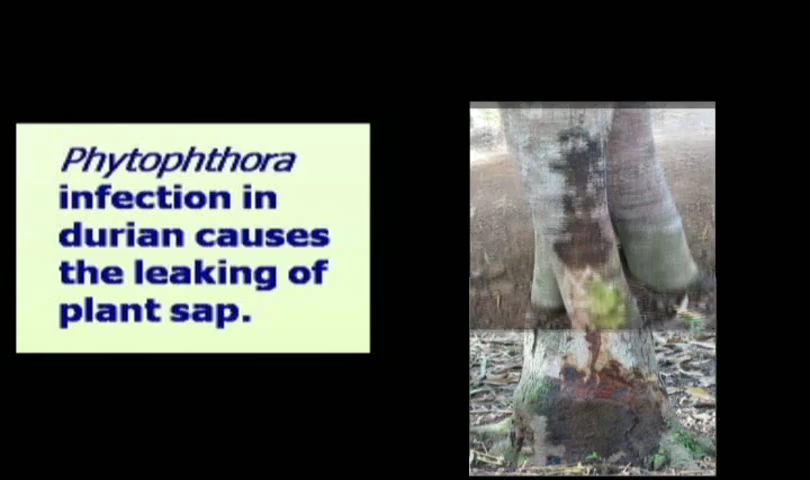 Phytophthora
infection in
durian causes
the leaking of
plant sap.